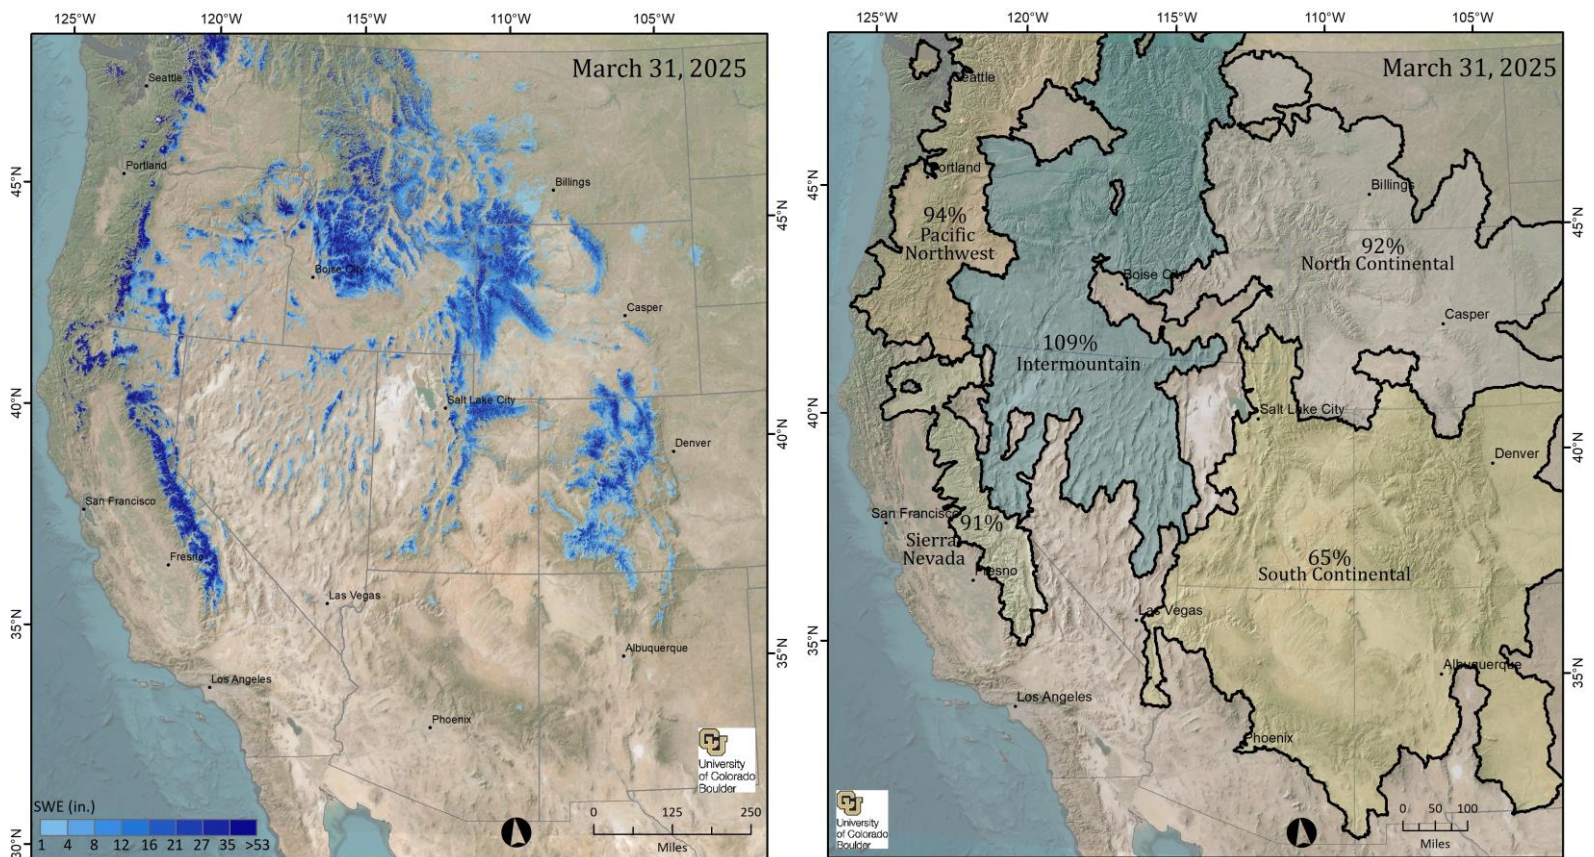 125°W 120°W 115°W 110°W 105°W
March 31, 2025
Seattle
Portland
45°N
Billings
45°N
Boise City
Casper
40°N
Salt Lake City
Denver
40°N
San Francisco
Fresno
Las Vegas
35°N
Albuquerque
35°N
Los Angeles
Phoenix
CU
University
of Colorado
Boulder
SWE (in.)
1 4 8 12 16 21 27 35 >53
0 125 250
Miles
30°N
125°W 120°W 115°W 110°W 105°W
March 31, 2025
Seattle
Portland
45°N
Billings
45°N
94%
Pacific
Northwest
92%
North Continental
Boise City
Casper
109%
Intermountain
40°N
Salt Lake City
Denver
40°N
San Francisco
91%
Sierra
Nevada
Fresno
65%
South Continental
Las Vegas
35°N
Albuquerque
35°N
Los Angeles
Phoenix
CU
University
of Colorado
Boulder
0 50 100
Miles